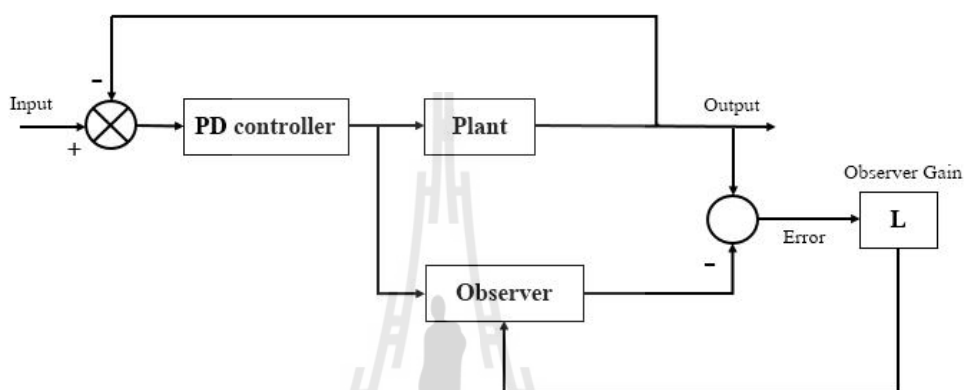 -
Input
+
PD controller
Plant
Output
Observer Gain
L
Error
-
Observer